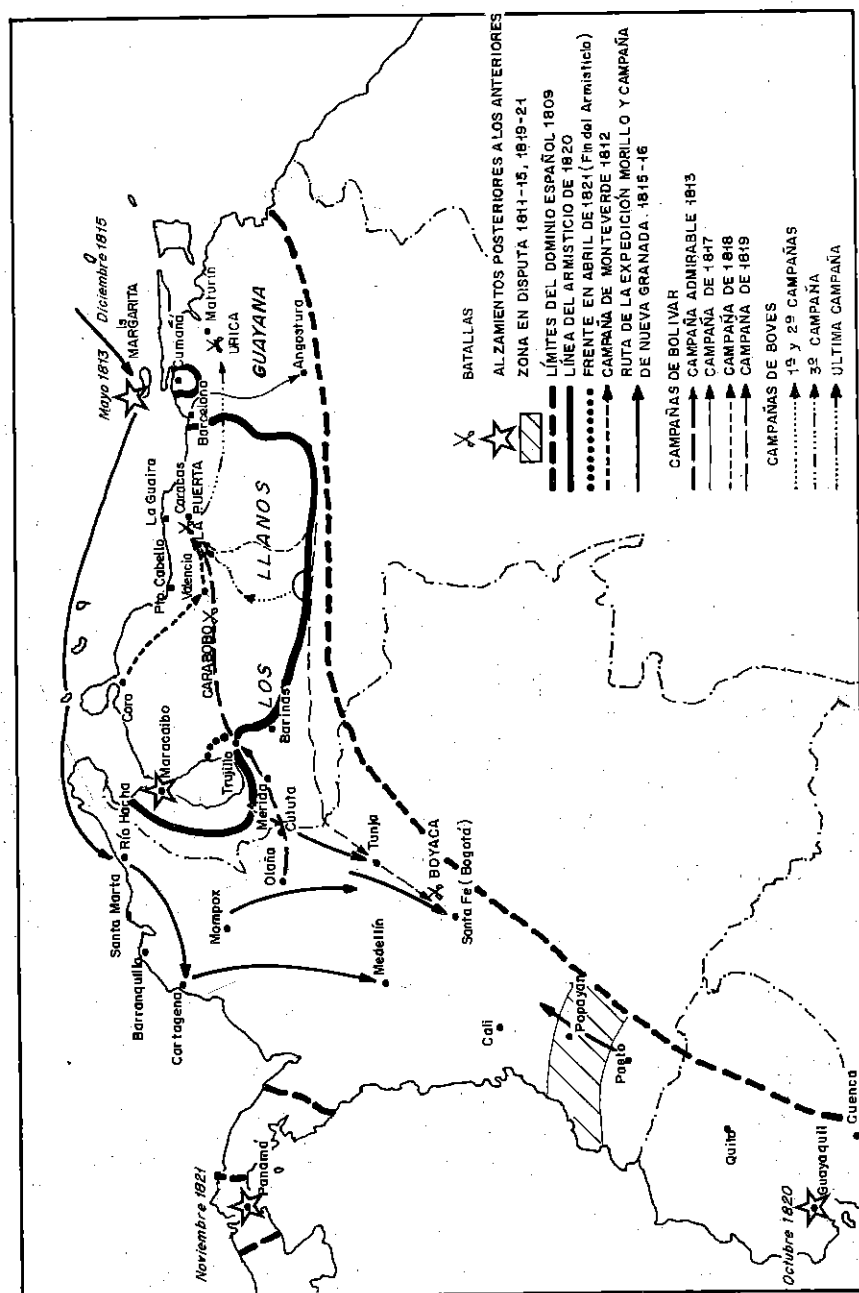 Mayo 1813
Diciembre 1815
Iª MARGARITA
Cumaná
Maturín
URICA
Barcelona
GUAYANA
Angostura
La Guaira
Carabas
Pto. Cabello
LA PUERTA
Valencia
CARABOBO
LOS LLANOS
Coro
Maracaibo
Trujillo
Barinas
Río Hacha
Santa Marta
Barranquilla
Cartagena
Mompox
Merida
Cúcuta
Olaña
Tunja
BOYACA
Santa Fe (Bogotá)
Medellín
Cali
Popayan
Pasto
Noviembre 1821
Panamá
Quito
Octubre 1820
Guayaquil
Cuenca
BATALLAS
ALZAMIENTOS POSTERIORES A LOS ANTERIORES
ZONA EN DISPUTA 1811-15, 1819-21
LÍMITES DEL DOMINIO ESPAÑOL 1809
LÍNEA DEL ARMISTICIO DE 1820
FRENTE EN ABRIL DE 1821 (Fin del Armisticio)
CAMPAÑA DE MONTEVERDE 1812
RUTA DE LA EXPEDICIÓN MORILLO Y CAMPAÑA
DE NUEVA GRANADA. 1815-16
CAMPAÑAS DE BOLIVAR
CAMPAÑA ADMIRABLE 1813
CAMPAÑA DE 1817
CAMPAÑA DE 1818
CAMPAÑA DE 1819
CAMPAÑAS DE BOVES
1ª y 2ª CAMPAÑAS
3ª CAMPAÑA
ULTIMA CAMPAÑA